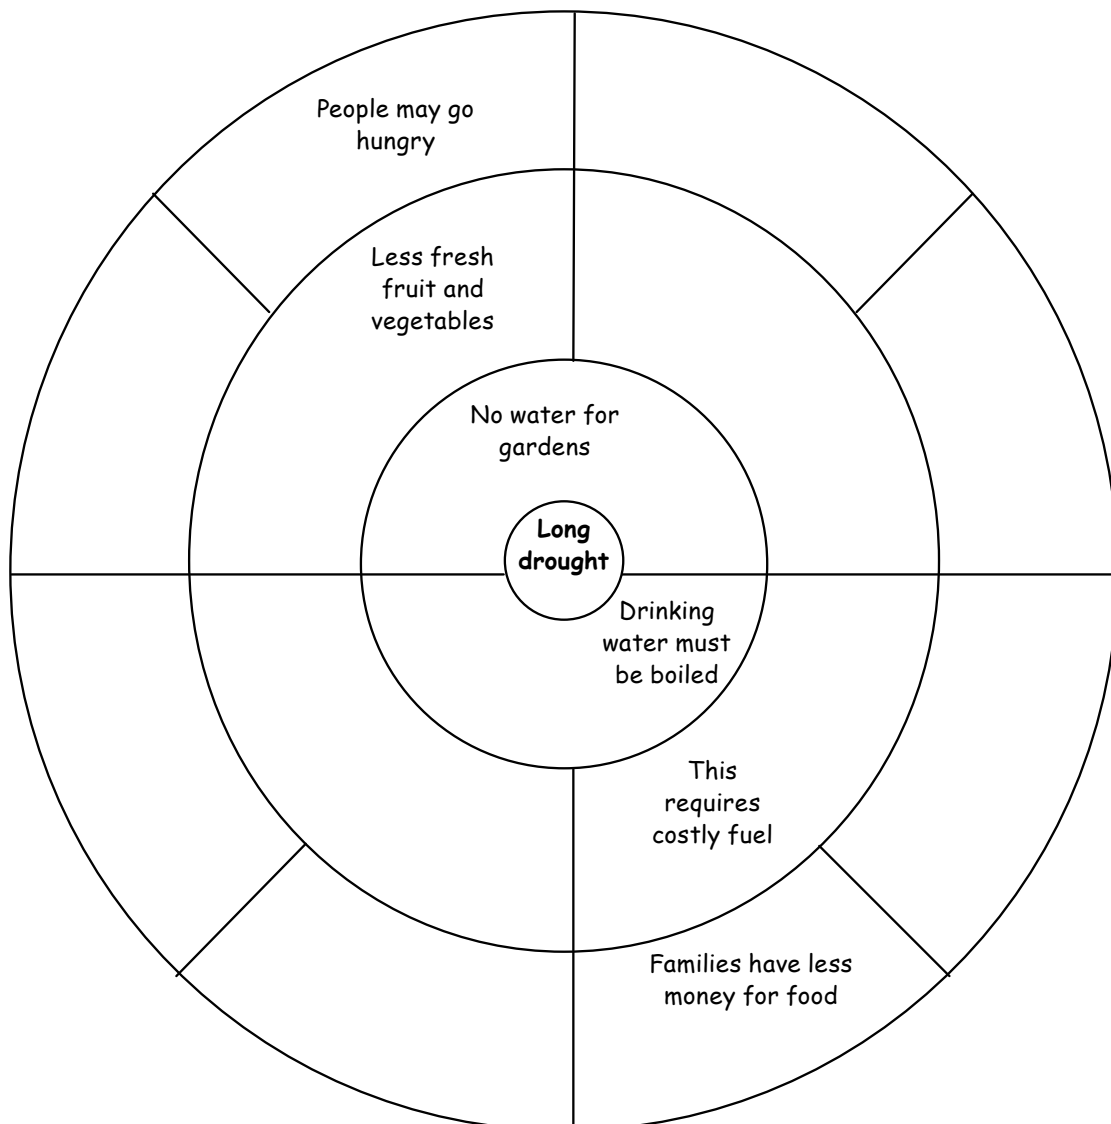 People may go
hungry
Less fresh
fruit and
vegetables
No water for
gardens
Long
drought
Drinking
water must
be boiled
This
requires
costly fuel
Families have less
money for food